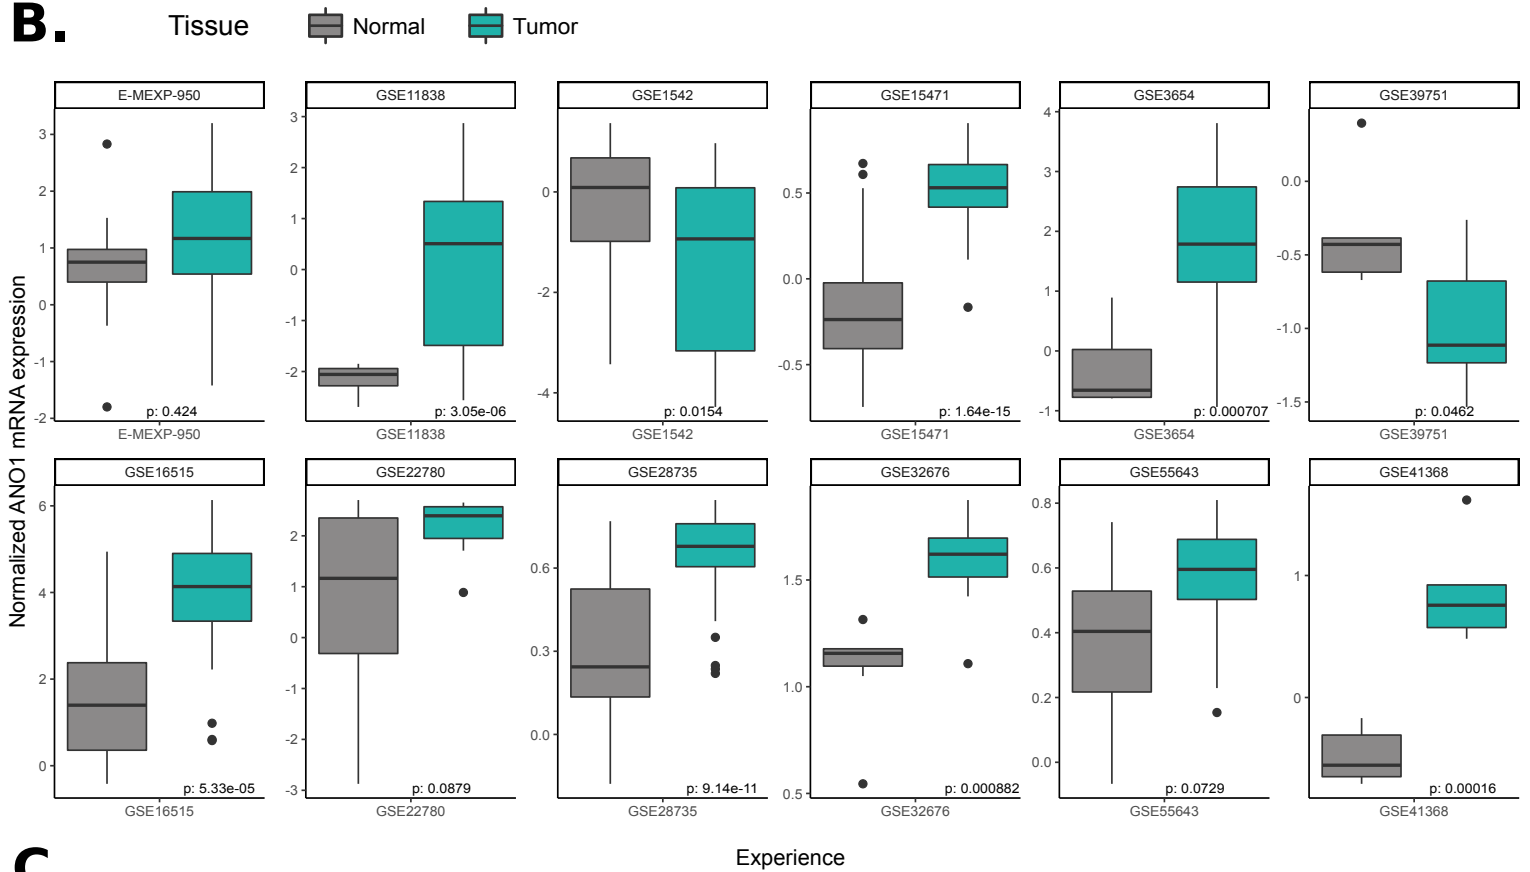 B.
Tissue Normal Tumor
Normalized ANO1 mRNA expression
E-MEXP-950
3
2
1
0
-1
-2
p: 0.424
E-MEXP-950
GSE11838
3
2
1
0
-1
-2
p: 3.05e-06
GSE11838
GSE1542
0
-2
-4
p: 0.0154
GSE1542
GSE15471
0.5
0.0
-0.5
p: 1.64e-15
GSE15471
GSE3654
4
3
2
1
0
-1
p: 0.000707
GSE3654
GSE39751
0.0
-0.5
-1.0
-1.5
p: 0.0462
GSE39751
GSE16515
6
4
2
0
p: 5.33e-05
GSE16515
GSE22780
2
1
0
-1
-2
-3
p: 0.0879
GSE22780
GSE28735
0.6
0.3
0.0
p: 9.14e-11
GSE28735
GSE32676
1.5
1.0
0.5
p: 0.000882
GSE32676
GSE55643
0.8
0.6
0.4
0.2
0.0
p: 0.0729
GSE55643
GSE41368
1
0
p: 0.00016
GSE41368
Experience
C